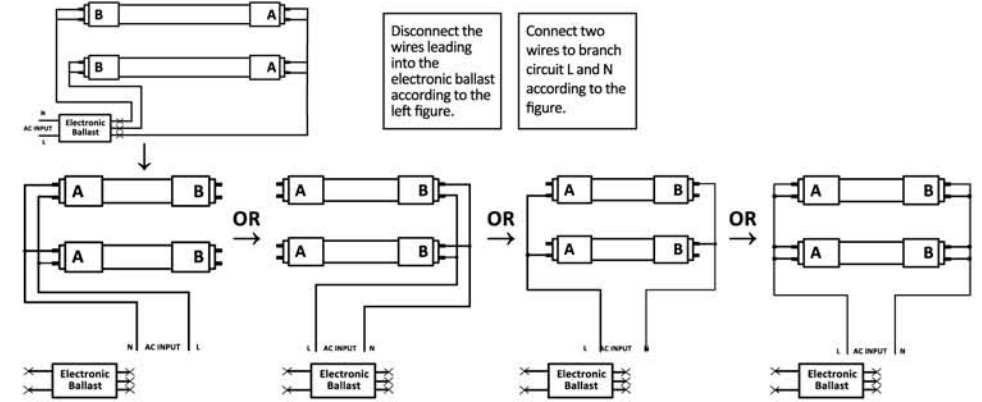 B A
B A
N
AC INPUT
L
Electronic
Ballast
Disconnect the
wires leading
into the
electronic ballast
according to the
left figure.
Connect two
wires to branch
circuit L and N
according to the
figure.
A B
A B
N AC INPUT L
Electronic
Ballast
OR
A B
A B
L AC INPUT N
Electronic
Ballast
OR
A B
A B
L AC INPUT N
Electronic
Ballast
OR
A B
A B
L AC INPUT N
Electronic
Ballast